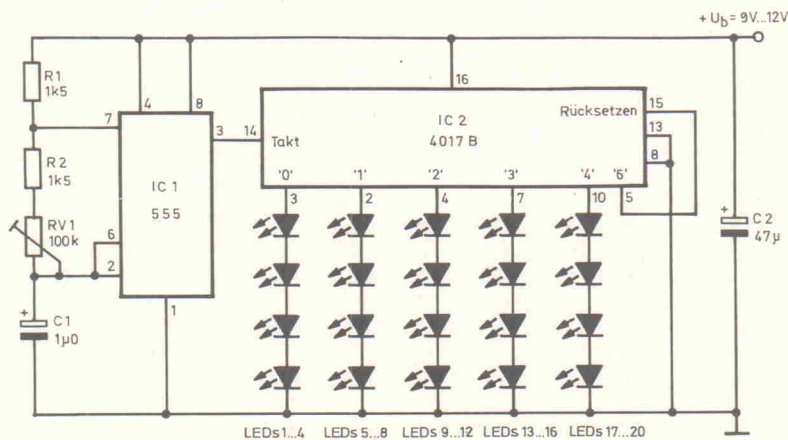 + Ub = 9V...12V
R1
1k5
4
8
16
7
3
14
IC 2
4017 B
Takt
Rücksetzen
15
13
8
R2
1k5
IC 1
555
'0'
'1'
'2'
'3'
'4'
'6'
3
2
4
7
10
5
RV1
100k
6
2
+
C2
47µ
+
C1
1µ0
1
LEDs 1...4
LEDs 5...8
LEDs 9...12
LEDs 13...16
LEDs 17...20